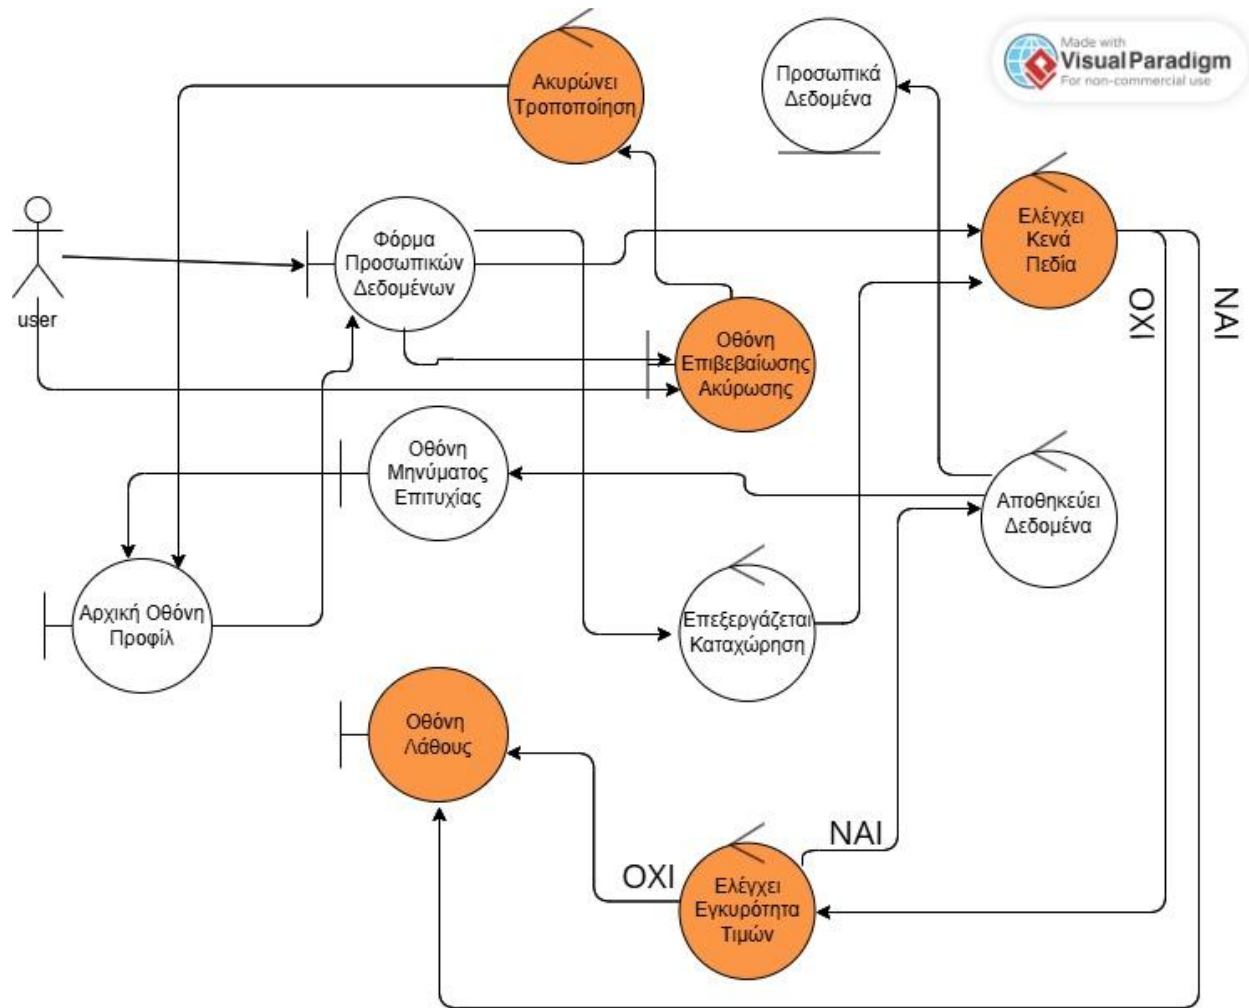 Made with
Visual Paradigm
For non-commercial use
Ακυρώνει
Τροποποίηση
Προσωπικά
Δεδομένα
Ελέγχει
Κενά
Πεδία
Φόρμα
Προσωπικών
Δεδομένων
user
ΟΧΙ
ΝΑΙ
Οθόνη
Επιβεβαίωσης
Ακύρωσης
Οθόνη
Μηνύματος
Επιτυχίας
Αποθηκεύει
Δεδομένα
Αρχική Οθόνη
Προφίλ
Επεξεργάζεται
Καταχώρηση
Οθόνη
Λάθους
ΝΑΙ
ΟΧΙ
Ελέγχει
Εγκυρότητα
Τιμών